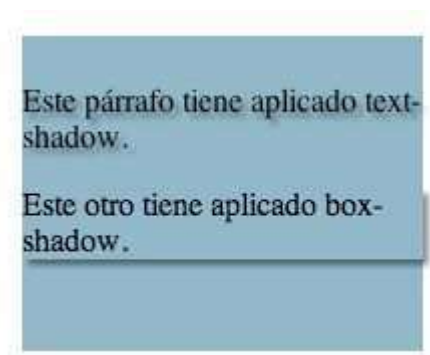 Este párrafo tiene aplicado text-
shadow.
Este otro tiene aplicado box-
shadow.